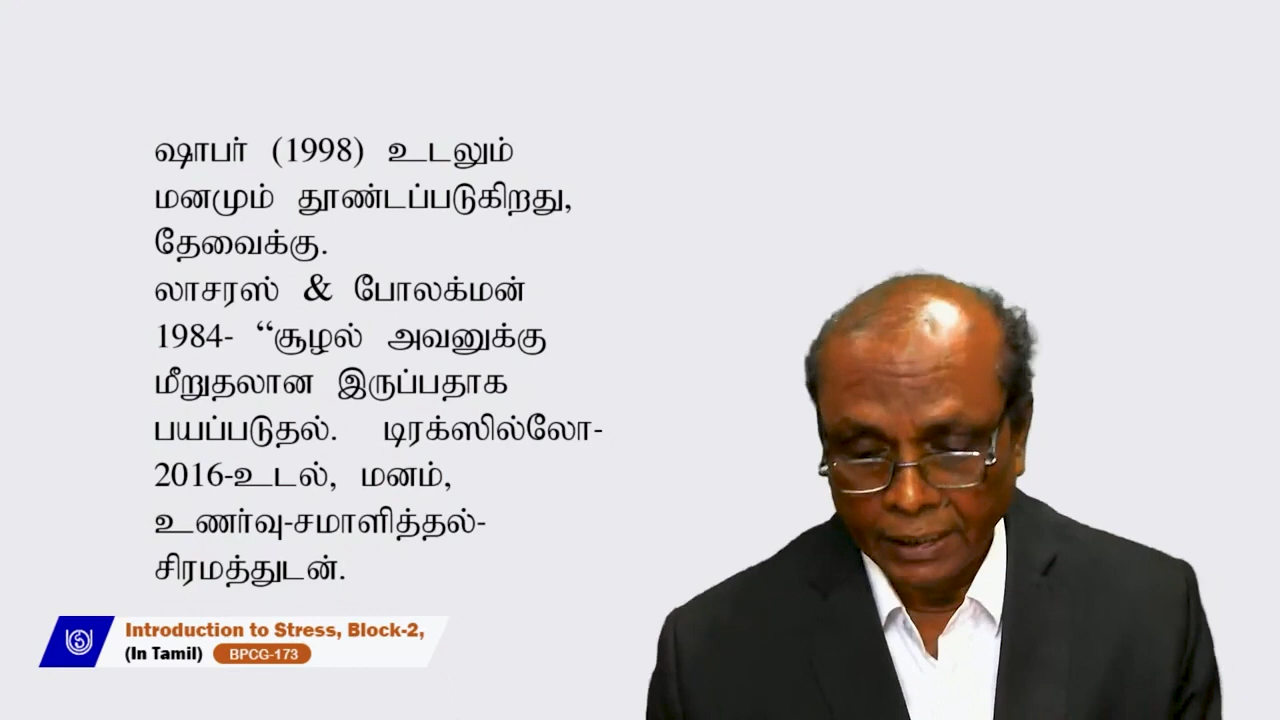 ஷாபர் (1998) உடலும்
மனமும் தூண்டப்படுகிறது,
தேவைக்கு.
லாசரஸ் & போலக்மன்
1984- “சூழல் அவனுக்கு
மீறுதலான இருப்பதாக
பயப்படுதல். டிரக்ஸில்லோ-
2016-உடல், மனம்,
உணர்வு-சமாளித்தல்-
சிரமத்துடன்.
Introduction to Stress, Block-2,
(In Tamil) BPCG-173